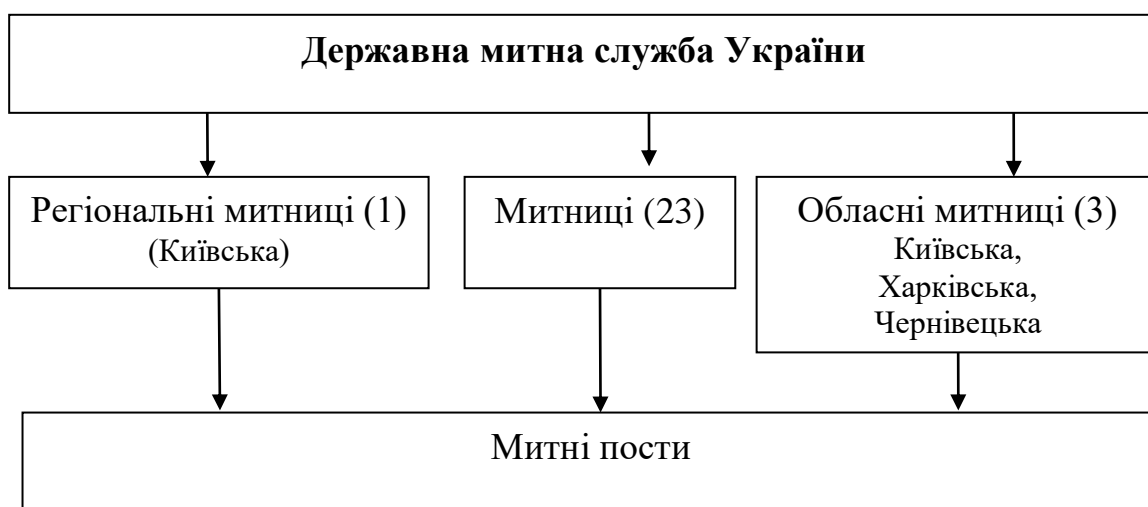 Державна митна служба України
Регіональні митниці (1)
(Київська)
Митниці (23)
Обласні митниці (3)
Київська,
Харківська,
Чернівецька
Митні пости